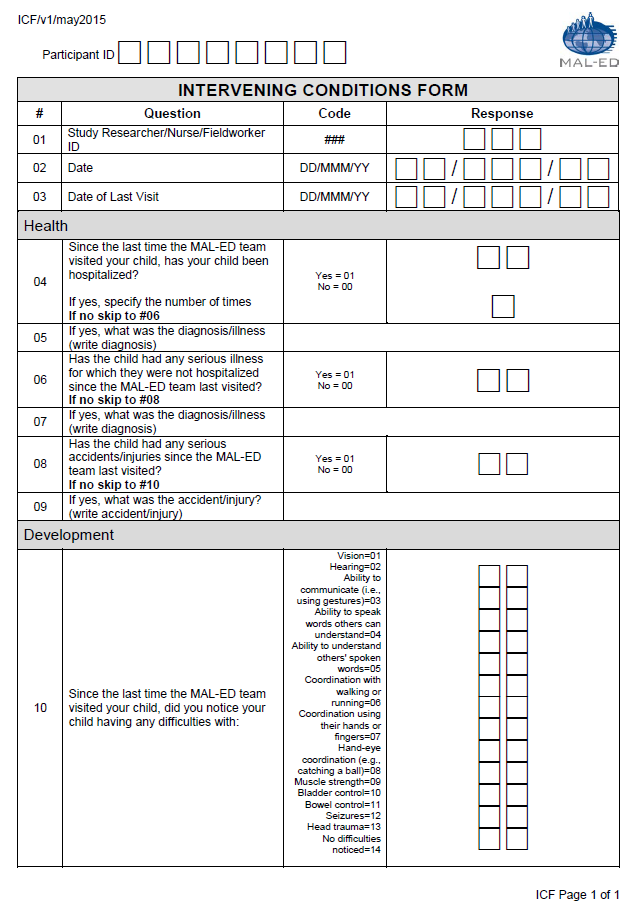 ICF/v1/may2015
Participant ID
MAL-ED
INTERVENING CONDITIONS FORM
# Question Code Response
01 Study Researcher/Nurse/Fieldworker
ID ###
02 Date DD/MMM/YY / /
03 Date of Last Visit DD/MMM/YY / /
Health
04 Since the last time the MAL-ED team
visited your child, has your child been
hospitalized?
If yes, specify the number of times
If no skip to #06
Yes = 01
No = 00
05 If yes, what was the diagnosis/illness
(write diagnosis)
06 Has the child had any serious illness
for which they were not hospitalized
since the MAL-ED team last visited?
If no skip to #08
Yes = 01
No = 00
07 If yes, what was the diagnosis/illness
(write diagnosis)
08 Has the child had any serious
accidents/injuries since the MAL-ED
team last visited?
If no skip to #10
Yes = 01
No = 00
09 If yes, what was the accident/injury?
(write accident/injury)
Development
10 Since the last time the MAL-ED team
visited your child, did you notice your
child having any difficulties with:
Vision=01
Hearing=02
Ability to
communicate (i.e.,
using gestures)=03
Ability to speak
words others can
understand=04
Ability to understand
others' spoken
words=05
Coordination with
walking or
running=06
Coordination using
their hands or
fingers=07
Hand-eye
coordination (e.g.,
catching a ball)=08
Muscle strength=09
Bladder control=10
Bowel control=11
Seizures=12
Head trauma=13
No difficulties
noticed=14
ICF Page 1 of 1